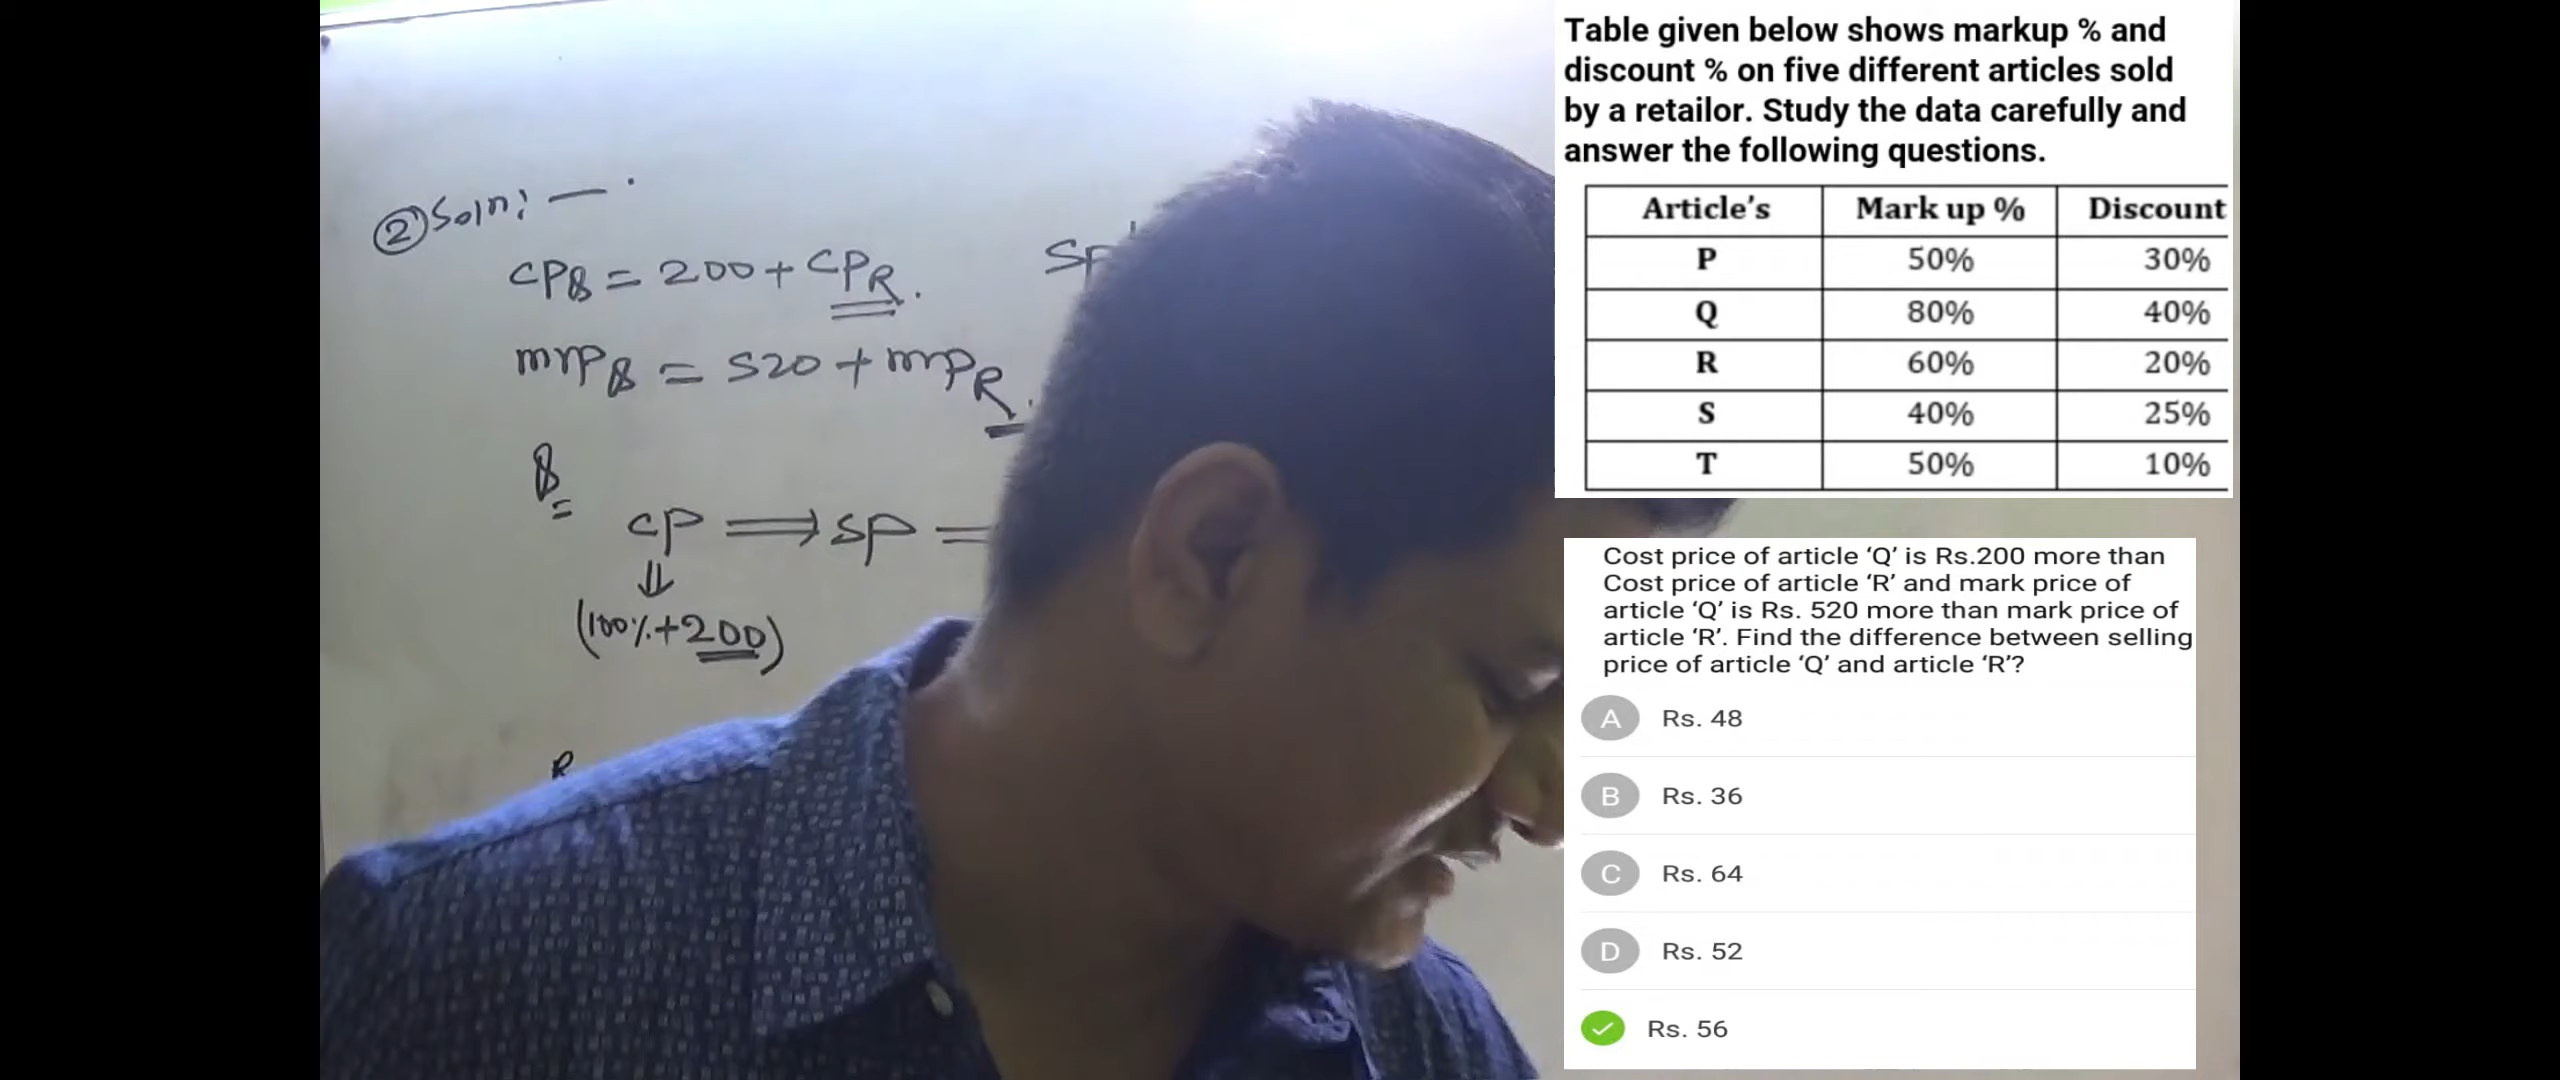 ② Soln: —
CPQ = 200 + CPR.
SP
mrpQ = 520 + mrpR.
Q =
CP ⟹ SP =
⇓
(100% + 200)
R
Table given below shows markup % and
discount % on five different articles sold
by a retailor. Study the data carefully and
answer the following questions.
Article's Mark up % Discount
P 50% 30%
Q 80% 40%
R 60% 20%
S 40% 25%
T 50% 10%
Cost price of article ‘Q’ is Rs.200 more than
Cost price of article ‘R’ and mark price of
article ‘Q’ is Rs. 520 more than mark price of
article ‘R’. Find the difference between selling
price of article ‘Q’ and article ‘R’?
A Rs. 48
B Rs. 36
C Rs. 64
D Rs. 52
Rs. 56